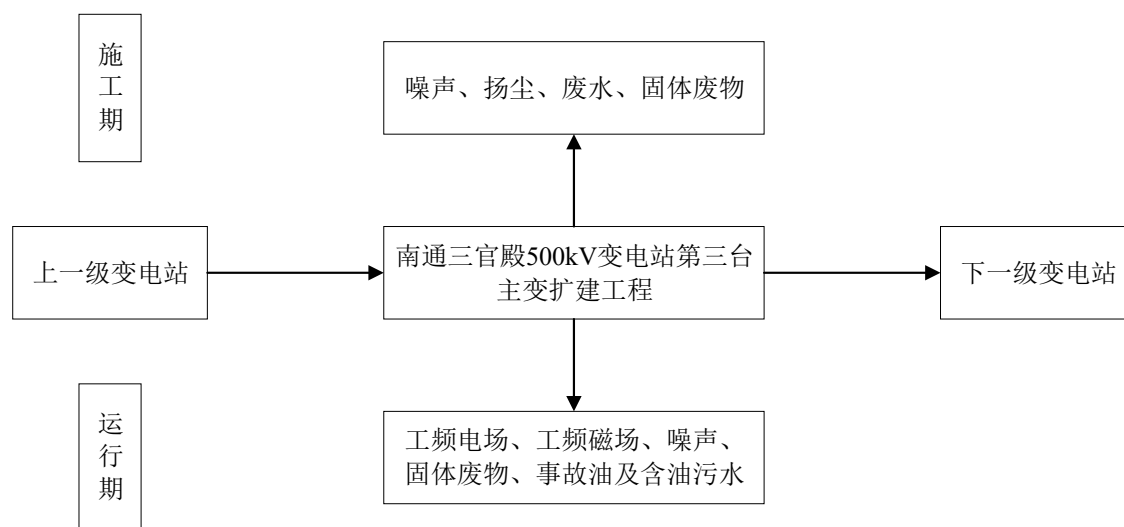 施工期
噪声、扬尘、废水、固体废物
上一级变电站
南通三官殿500kV变电站第三台
主变扩建工程
下一级变电站
运行期
工频电场、工频磁场、噪声、
固体废物、事故油及含油污水